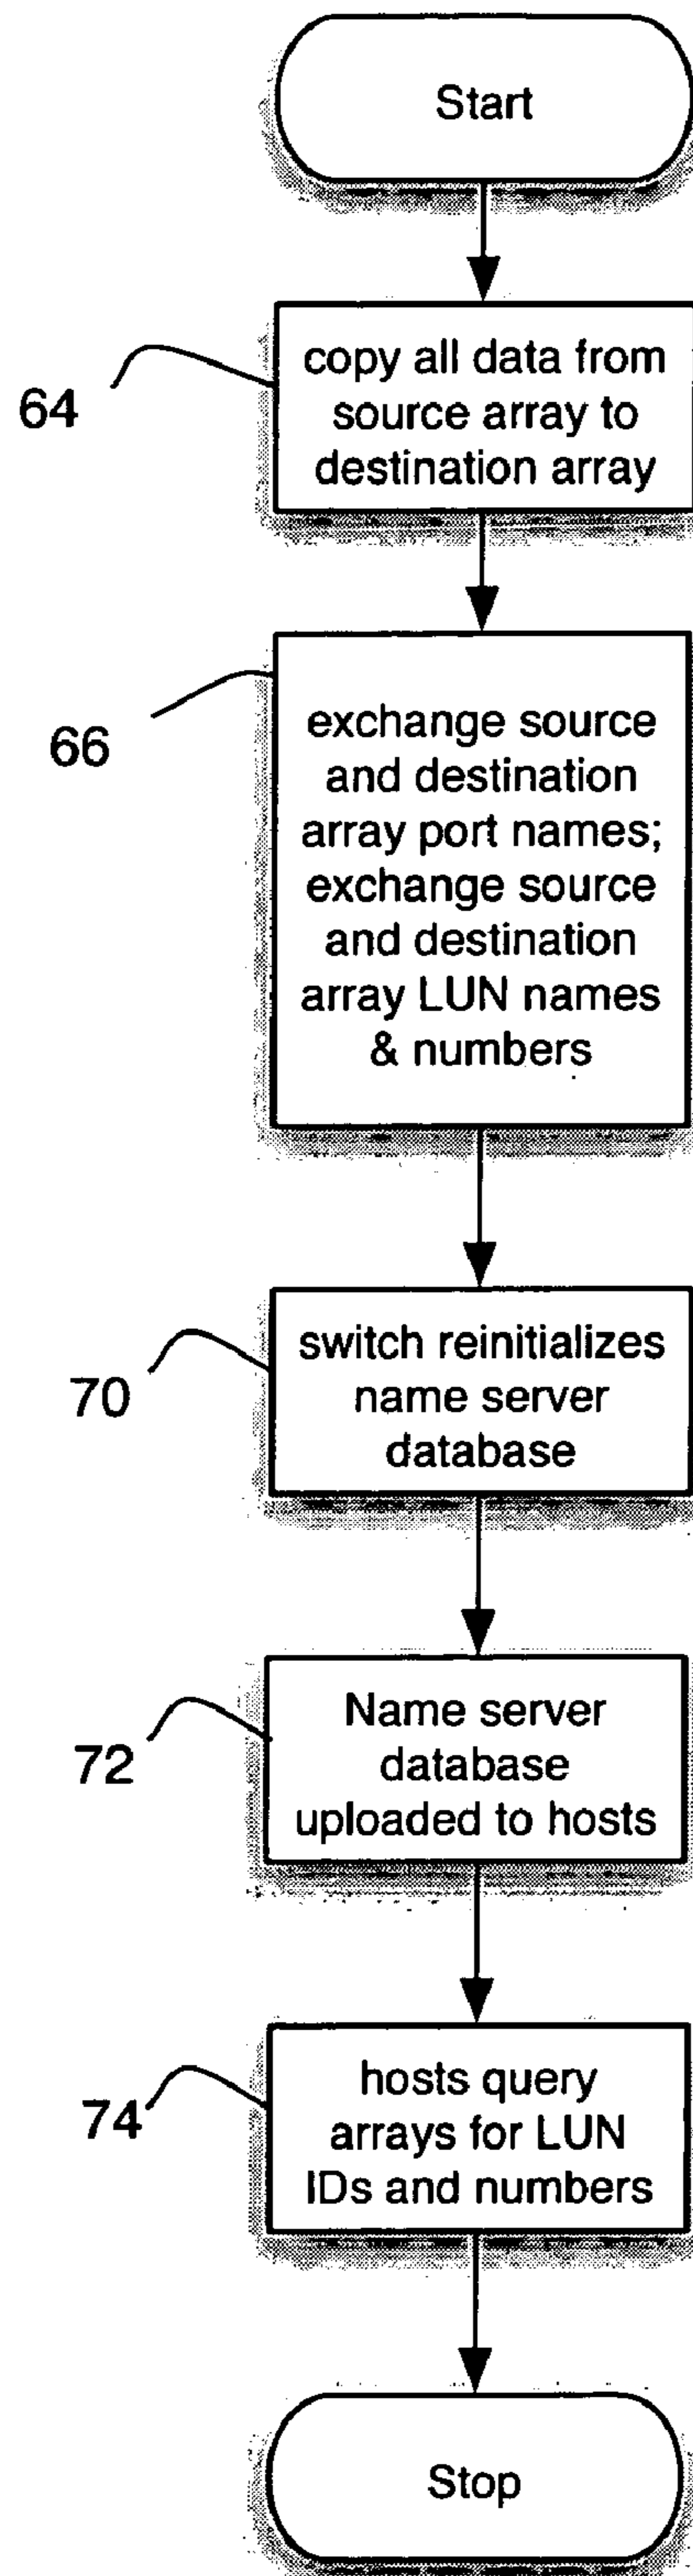 Start
64
copy all data from
source array to
destination array
66
exchange source
and destination
array port names;
exchange source
and destination
array LUN names
& numbers
70
switch reinitializes
name server
database
72
Name server
database
uploaded to hosts
74
hosts query
arrays for LUN
IDs and numbers
Stop